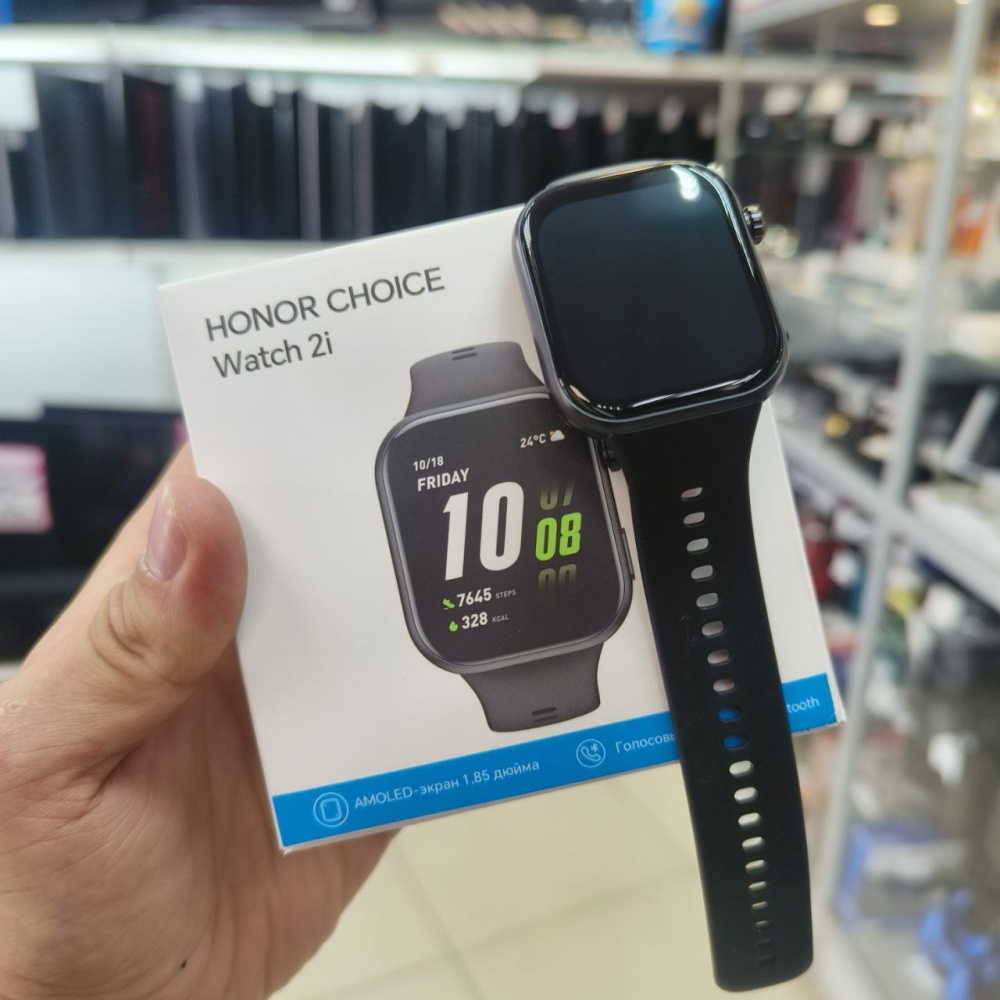 HONOR CHOICE
Watch 2i
24°C
10/18
FRIDAY
10
07
08
7645 STEPS
328 KCAL
AMOLED-экран 1,85 дюйма